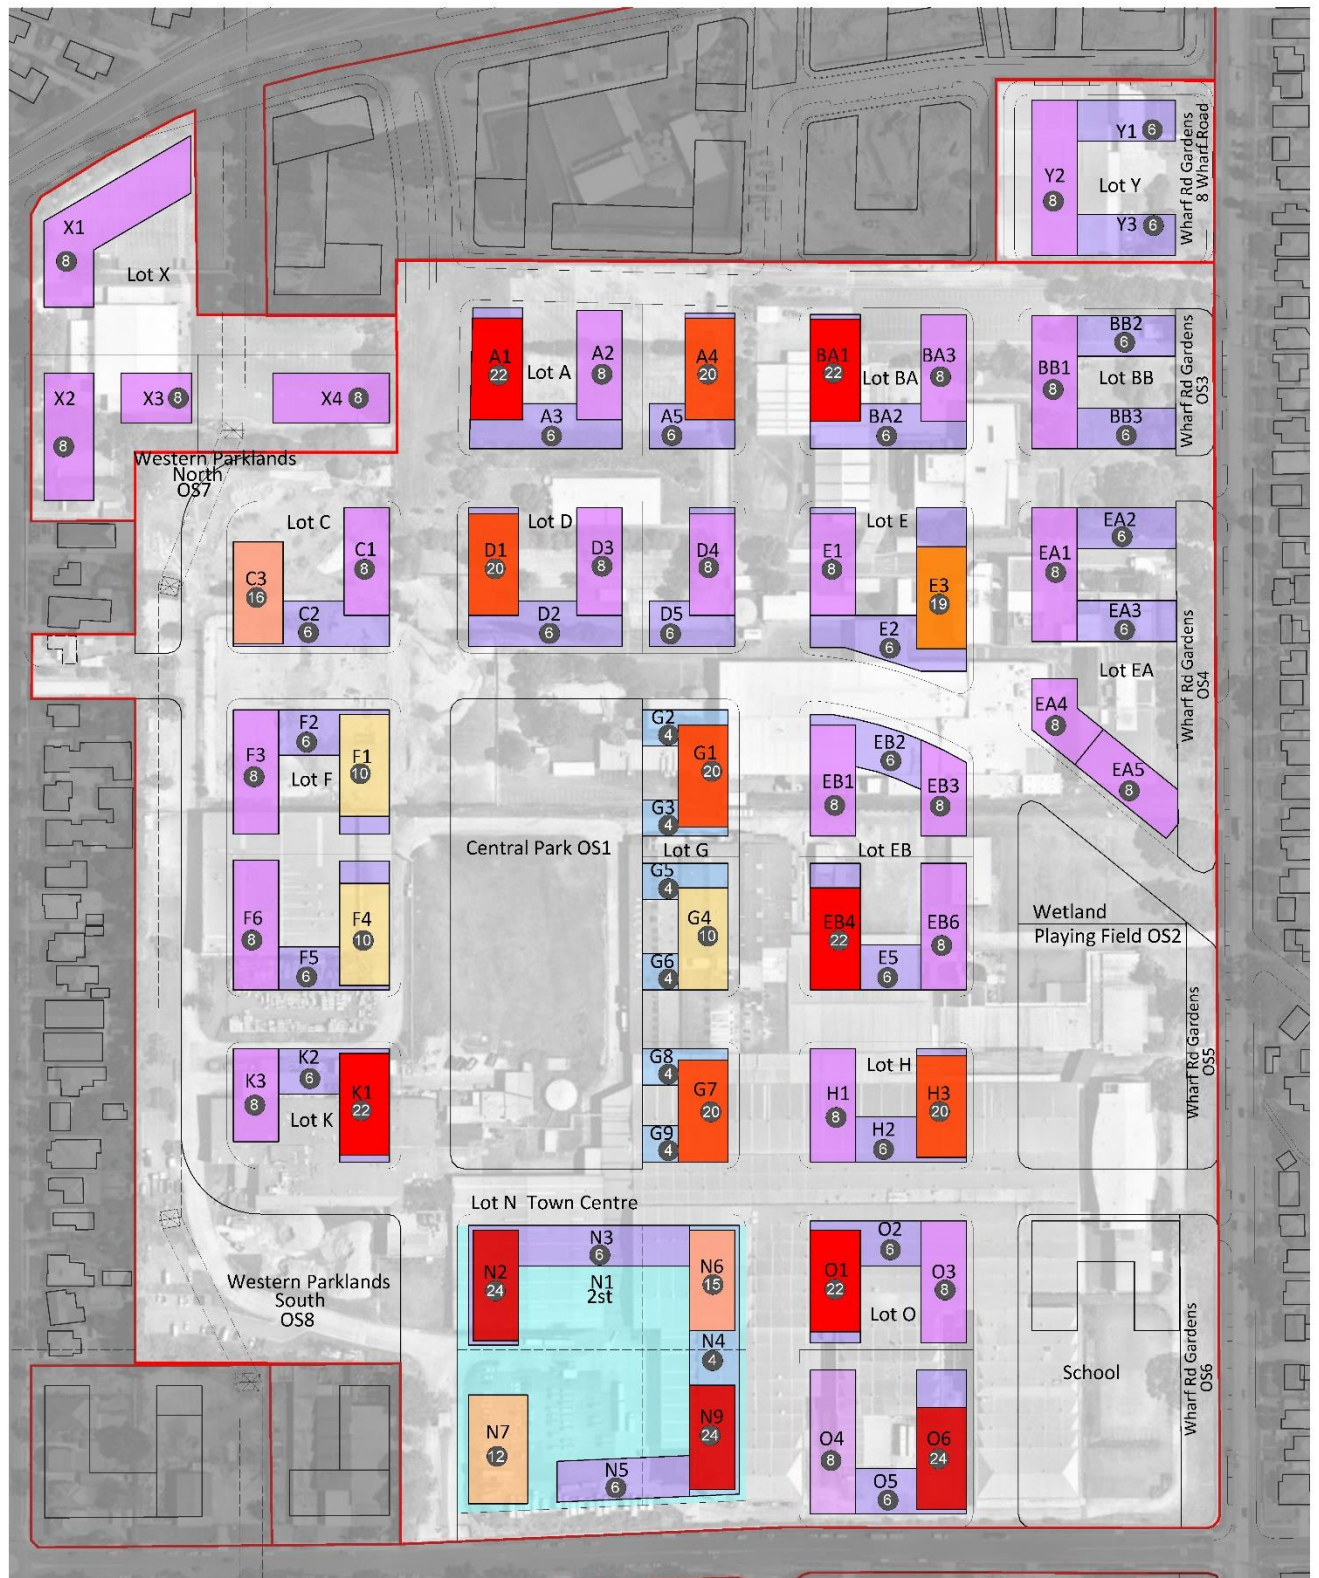 Y1 6
Y2
8
Lot Y
Y3 6
Wharf Rd Gardens
8 Wharf Road
X1
8
Lot X
X2
8
X3 8
X4 8
Western Parklands
North
OS7
A1
22
Lot A
A2
8
A3
6
A4
20
A5
6
BA1
22
Lot BA
BA3
8
BA2
6
BB1
8
BB2
6
Lot BB
BB3
6
Wharf Rd Gardens
OS3
Lot C
C3
16
C1
8
C2
6
Lot D
D1
20
D3
8
D2
6
D4
8
D5
6
Lot E
E1
8
E3
19
E2
6
EA1
8
EA2
6
EA3
6
Lot EA
EA4
8
EA5
8
Wharf Rd Gardens
OS4
F3
8
F2
6
Lot F
F1
10
F6
8
F4
10
F5
6
Central Park OS1
G2
4
G1
20
G3
4
Lot G
G5
4
G4
10
G6
4
G8
4
G7
20
G9
4
EB1
8
EB2
6
EB3
8
Lot EB
EB4
22
E5
6
EB6
8
Wetland
Playing Field OS2
Wharf Rd Gardens
OS5
K3
8
K2
6
Lot K
K1
22
Lot H
H1
8
H2
6
H3
20
Lot N Town Centre
N2
24
N3
6
N1
2st
N6
15
N4
4
N7
12
N5
6
N9
24
Western Parklands
South
OS8
O1
22
O2
6
O3
8
Lot O
O4
8
O5
6
O6
24
School
Wharf Rd Gardens
OS6